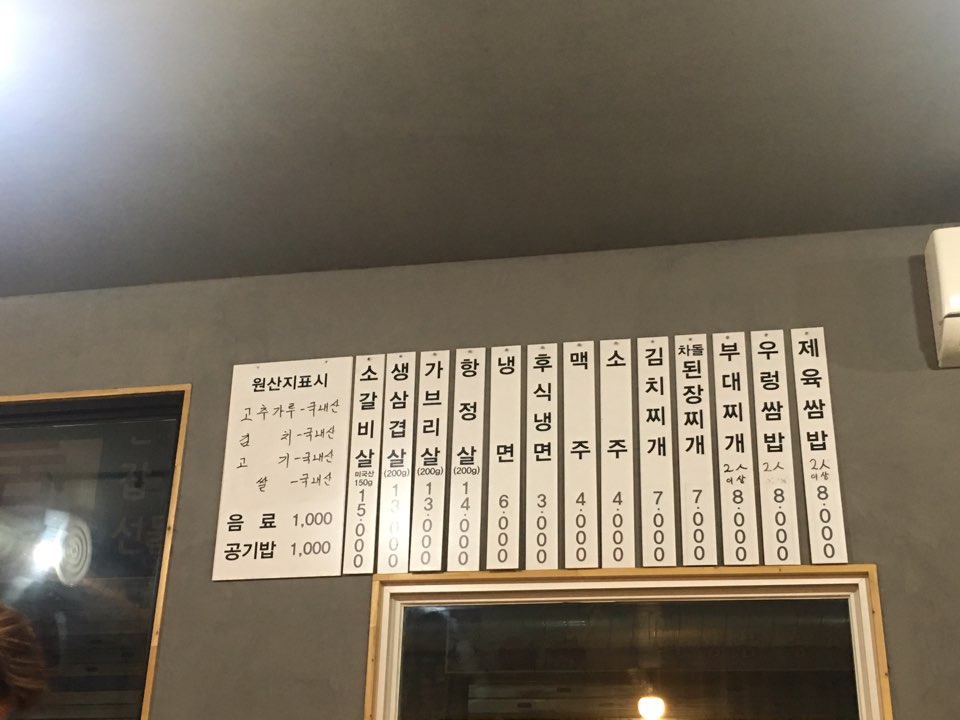 원산지표시
고추가루-국내산
김치-국내산
고기-국내산
쌀-국내산
음료 1,000
공기밥 1,000
소갈비살
미국산
150g
15.000
생삼겹살
(200g)
13.000
가브리살
(200g)
13.000
항정살
(200g)
14.000
냉면
6.000
후식냉면
3.000
맥주
4.000
소주
4.000
김치찌개
7.000
차돌
된장찌개
7.000
부대찌개
2人
이상
8.000
우렁쌈밥
2人
8.000
제육쌈밥
2人
이상
8.000